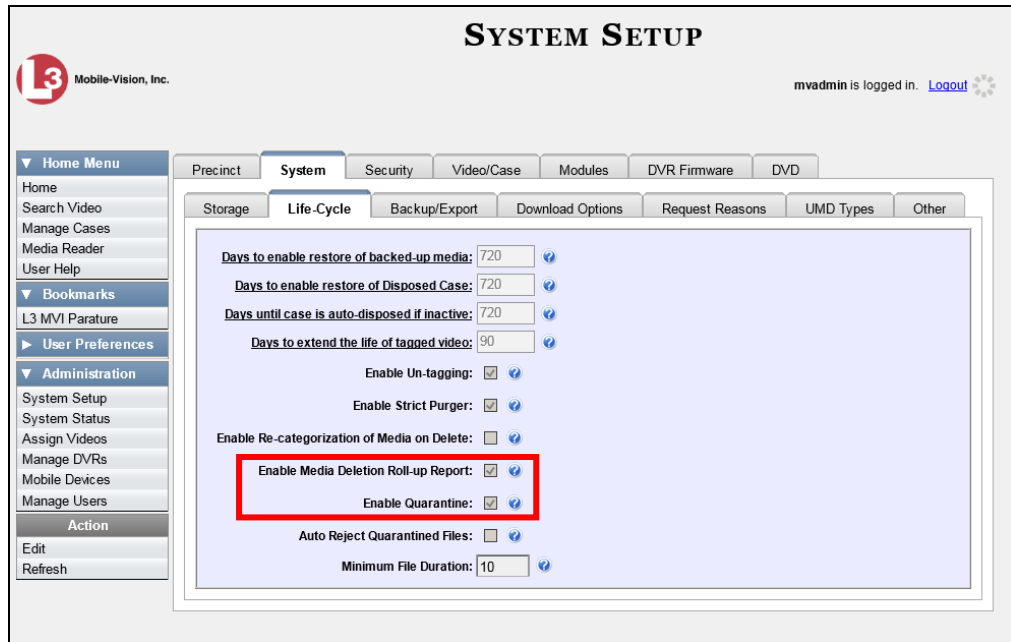 SYSTEM SETUP
L3 Mobile-Vision, Inc.
mvadmin is logged in. Logout
▼ Home Menu
Home
Search Video
Manage Cases
Media Reader
User Help
▼ Bookmarks
L3 MVI Parature
▶ User Preferences
▼ Administration
System Setup
System Status
Assign Videos
Manage DVRs
Mobile Devices
Manage Users
Action
Edit
Refresh
Precinct System Security Video/Case Modules DVR Firmware DVD
Storage Life-Cycle Backup/Export Download Options Request Reasons UMD Types Other
Days to enable restore of backed-up media: 720 ?
Days to enable restore of Disposed Case: 720 ?
Days until case is auto-disposed if inactive: 720 ?
Days to extend the life of tagged video: 90 ?
Enable Un-tagging: ?
Enable Strict Purger: ?
Enable Re-categorization of Media on Delete: ?
Enable Media Deletion Roll-up Report: ?
Enable Quarantine: ?
Auto Reject Quarantined Files: ?
Minimum File Duration: 10 ?